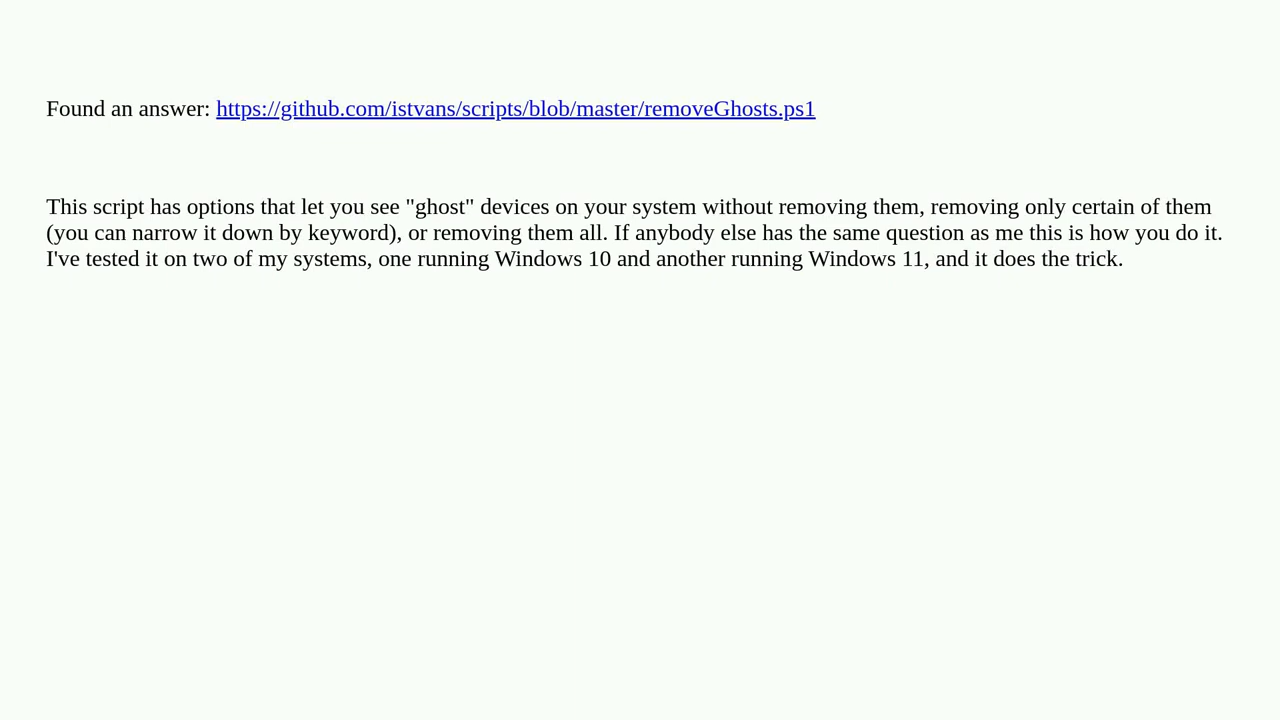 Found an answer: https://github.com/istvans/scripts/blob/master/removeGhosts.ps1
This script has options that let you see "ghost" devices on your system without removing them, removing only certain of them
(you can narrow it down by keyword), or removing them all. If anybody else has the same question as me this is how you do it.
I've tested it on two of my systems, one running Windows 10 and another running Windows 11, and it does the trick.